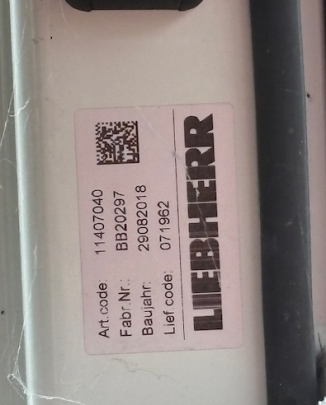 Art.code: 11407040
Fabr.Nr.: BB20297
Baujahr: 29082018
Lief code: 071962
LIEBHERR